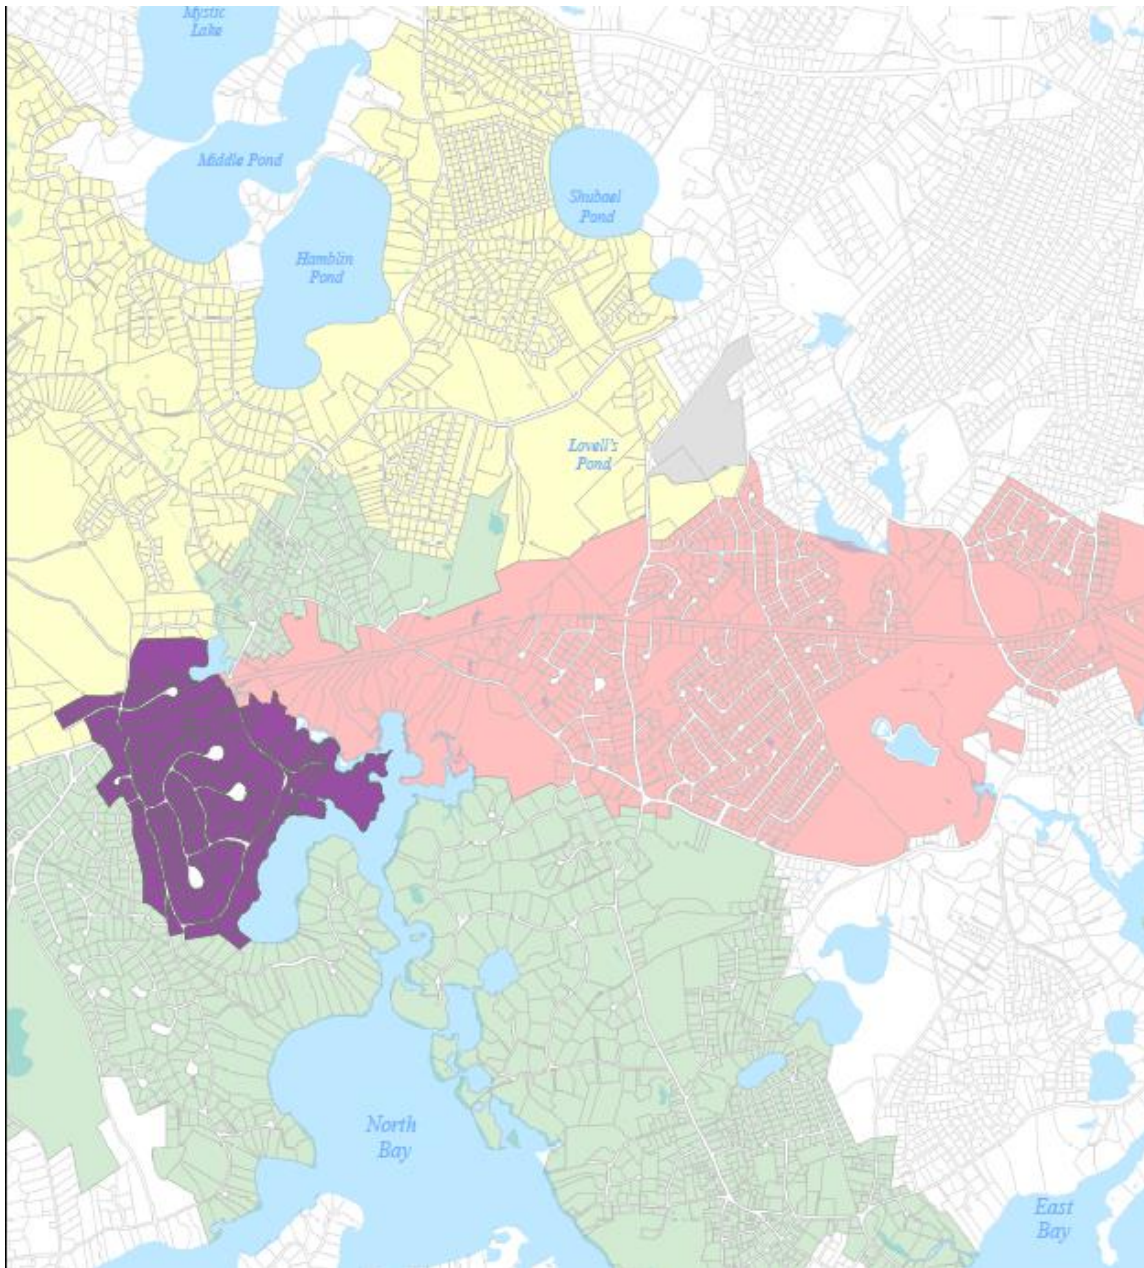 Mystic
Lake
Middle Pond
Shubael
Pond
Hamblin
Pond
Lovell's
Pond
North
Bay
East
Bay